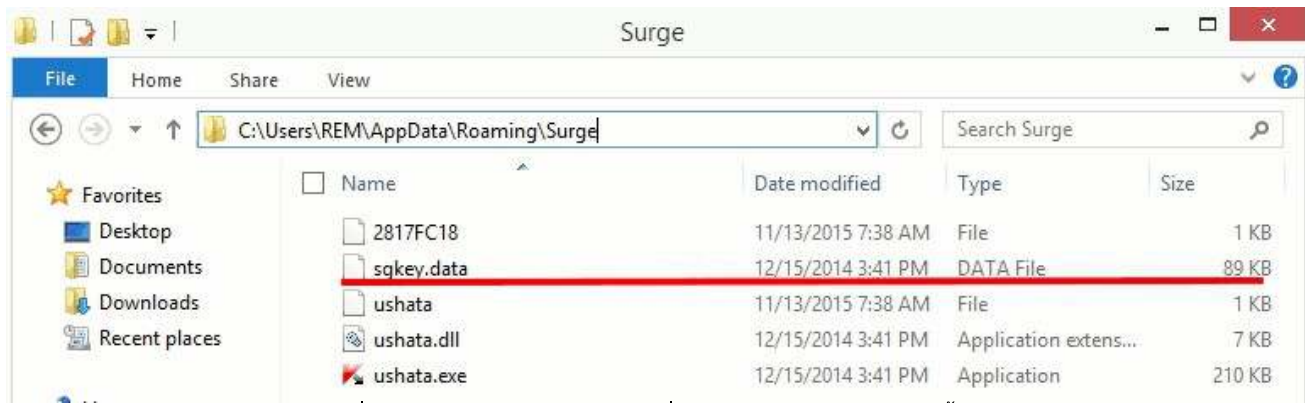 Surge
File Home Share View
C:\Users\REM\AppData\Roaming\Surge Search Surge
Favorites Name Date modified Type Size
Desktop 2817FC18 11/13/2015 7:38 AM File 1 KB
Documents sqkey.data 12/15/2014 3:41 PM DATA File 89 KB
Downloads ushata 11/13/2015 7:38 AM File 1 KB
Recent places ushata.dll 12/15/2014 3:41 PM Application extens... 7 KB
ushata.exe 12/15/2014 3:41 PM Application 210 KB